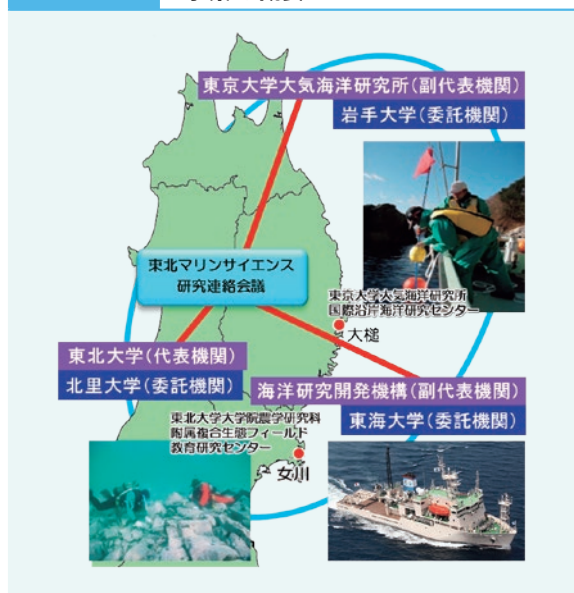 東京大学大気海洋研究所(副代表機関)
岩手大学(委託機関)
東北マリンサイエンス
研究連絡会議
東京大学大気海洋研究所
国際沿岸海洋研究センター
大槌
東北大学(代表機関)
北里大学(委託機関)
海洋研究開発機構(副代表機関)
東海大学(委託機関)
東北大学大学院農学研究科
附属複合生態フィールド
教育研究センター
女川